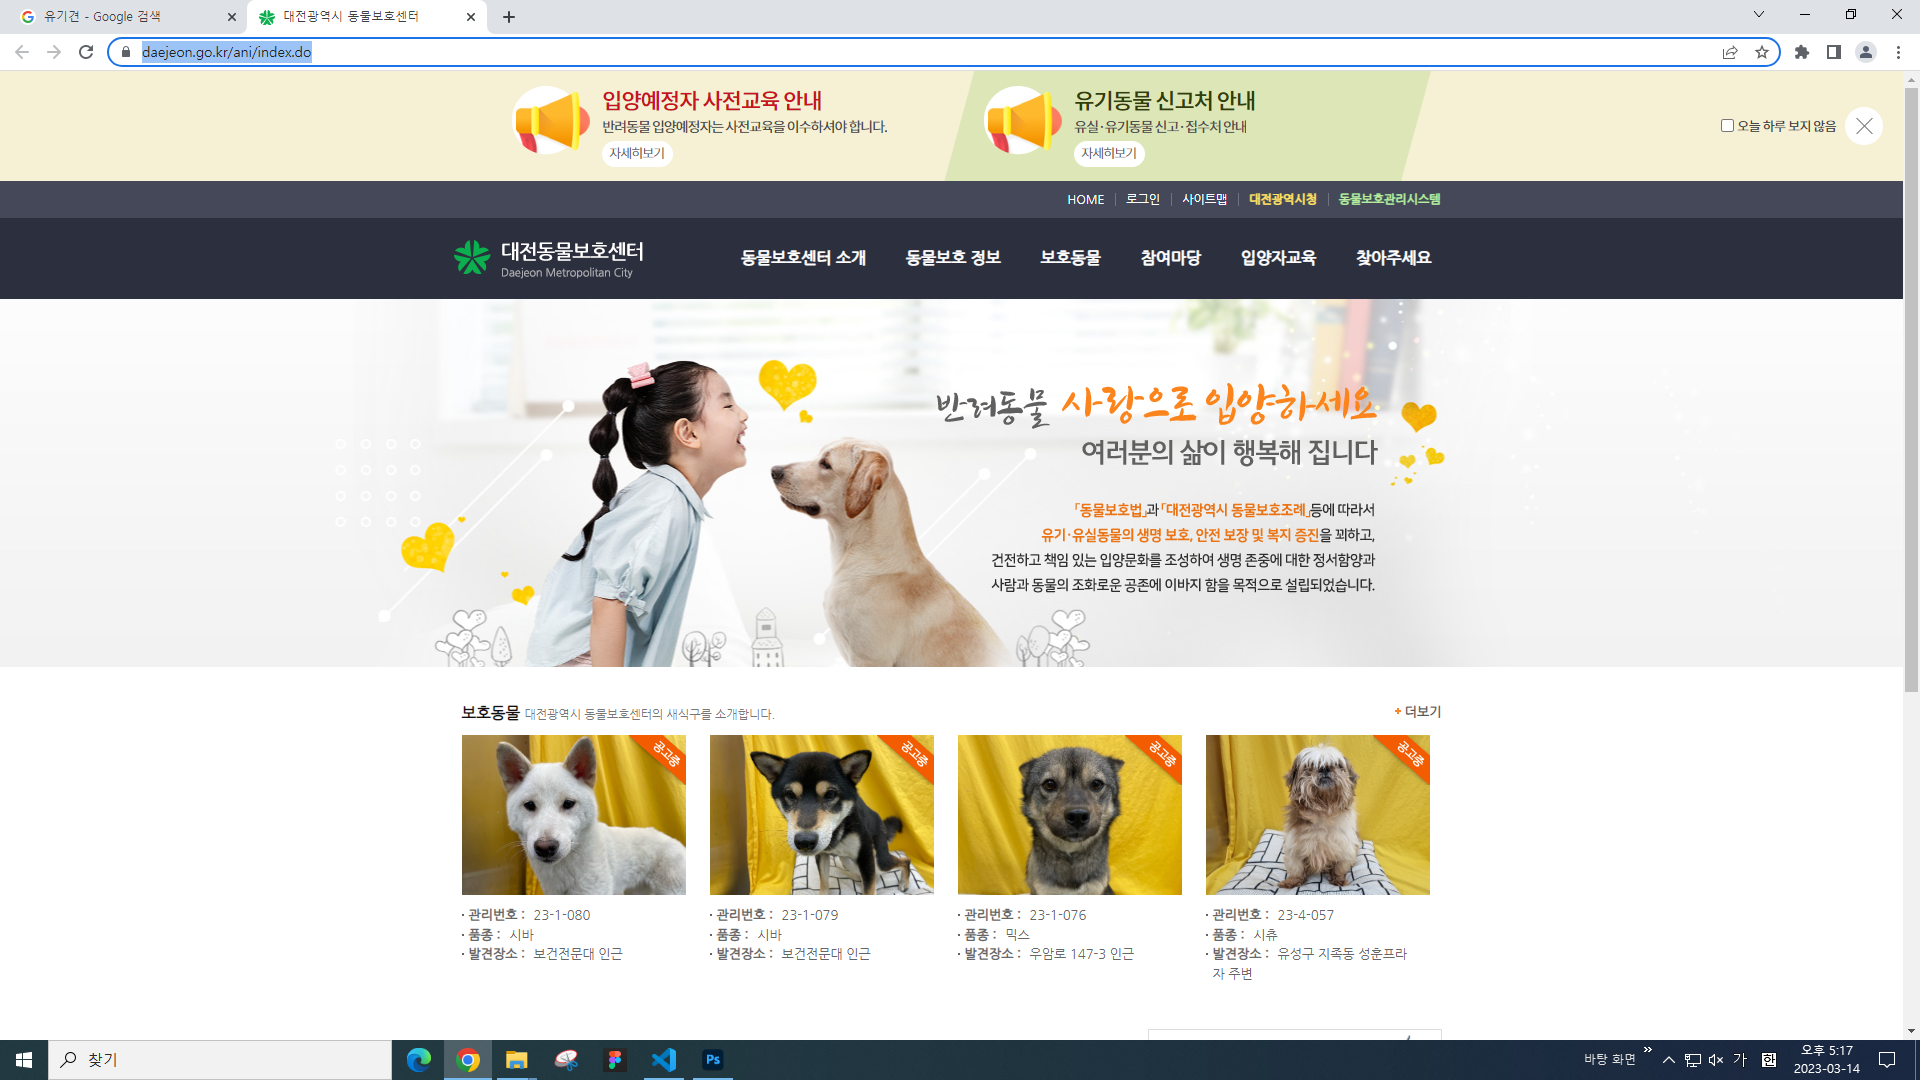 유기견 - Google 검색
대전광역시 동물보호센터
daejeon.go.kr/ani/index.do
입양예정자 사전교육 안내
반려동물 입양예정자는 사전교육을 이수하셔야 합니다.
자세히보기
유기동물 신고처 안내
유실·유기동물 신고·접수처 안내
자세히보기
오늘 하루 보지 않음
HOME 로그인 사이트맵 대전광역시청 동물보호관리시스템
대전동물보호센터
Daejeon Metropolitan City
동물보호센터 소개 동물보호 정보 보호동물 참여마당 입양자교육 찾아주세요
반려동물 사랑으로 입양하세요
여러분의 삶이 행복해 집니다
「동물보호법」과 「대전광역시 동물보호조례」등에 따라서
유기·유실동물의 생명 보호, 안전 보장 및 복지 증진을 꾀하고,
건전하고 책임 있는 입양문화를 조성하여 생명 존중에 대한 정서함양과
사람과 동물의 조화로운 공존에 이바지 함을 목적으로 설립되었습니다.
보호동물 대전광역시 동물보호센터의 새식구를 소개합니다.
+ 더보기
공고중
공고중
공고중
공고중
· 관리번호 : 23-1-080
· 품종 : 시바
· 발견장소 : 보건전문대 인근
· 관리번호 : 23-1-079
· 품종 : 시바
· 발견장소 : 보건전문대 인근
· 관리번호 : 23-1-076
· 품종 : 믹스
· 발견장소 : 우암로 147-3 인근
· 관리번호 : 23-4-057
· 품종 : 시츄
· 발견장소 : 유성구 지족동 성훈프라
자 주변
찾기
Ps
바탕 화면
가
한
오후 5:17
2023-03-14